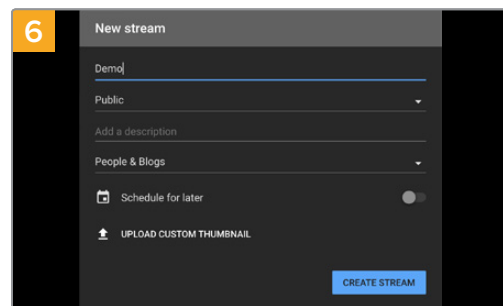 6
New stream
Demo
Public
Add a description
People & Blogs
Schedule for later
UPLOAD CUSTOM THUMBNAIL
CREATE STREAM